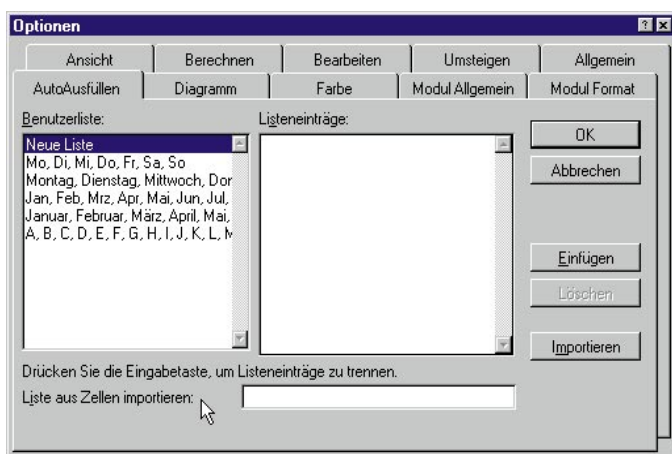 Optionen
Ansicht
Berechnen
Bearbeiten
Umsteigen
Allgemein
AutoAusfüllen
Diagramm
Farbe
Modul Allgemein
Modul Format
Benutzerliste:
Listeneinträge:
Neue Liste
Mo, Di, Mi, Do, Fr, Sa, So
Montag, Dienstag, Mittwoch, Don
Jan, Feb, Mrz, Apr, Mai, Jun, Jul,
Januar, Februar, März, April, Mai,
A, B, C, D, E, F, G, H, I, J, K, L, M
OK
Abbrechen
Einfügen
Löschen
Importieren
Drücken Sie die Eingabetaste, um Listeneinträge zu trennen.
Liste aus Zellen importieren: